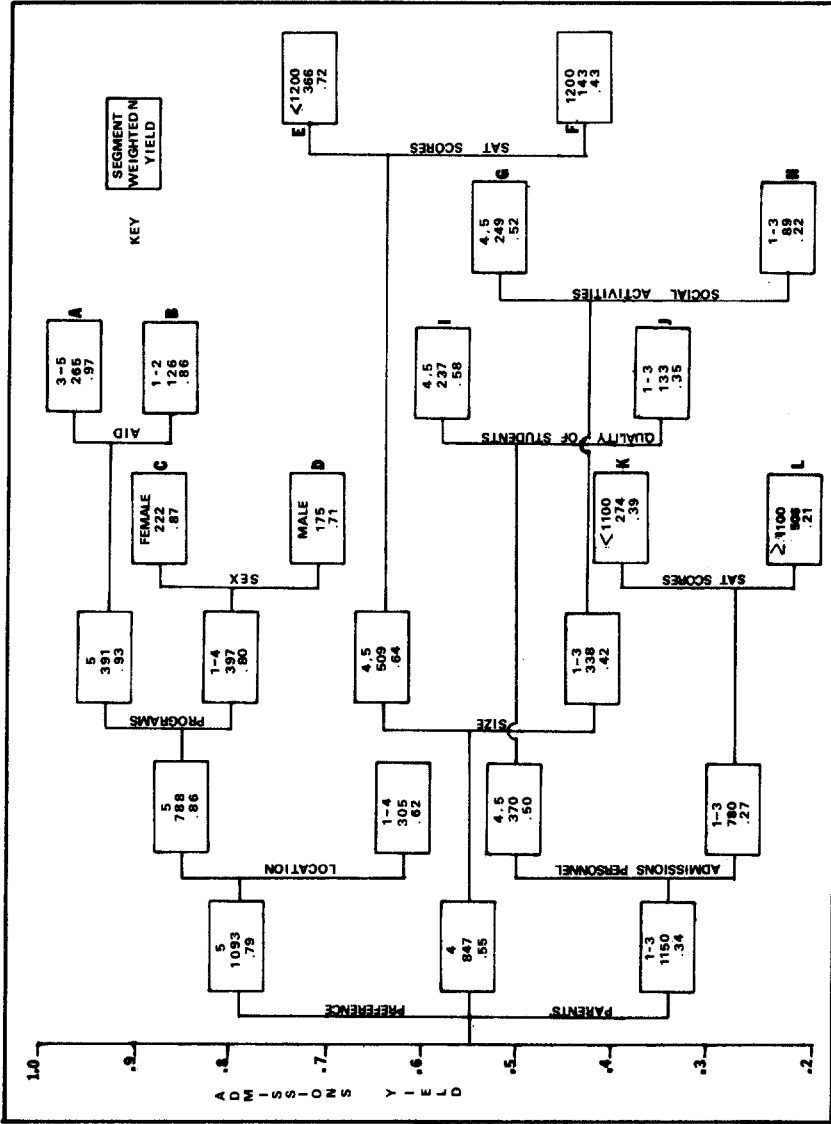 ADMISSIONS YIELD
1.0
.9
.8
.7
.6
.5
.4
.3
.2
PARENTS' PREFERENCE
5
1093
.79
4
847
.55
1-3
1150
.34
LOCATION
5
788
.86
1-4
305
.62
ADMISSIONS PERSONNEL
4,5
370
.50
1-3
780
.27
PROGRAMS
5
391
.93
1-4
397
.80
SIZE
4,5
509
.64
1-3
338
.42
SEX
FEMALE
222
.87
C
MALE
175
.71
D
SAT SCORES
<1100
274
.39
K
≥1100
506
.21
L
AID
3-5
265
.97
A
1-2
126
.86
B
QUALITY OF STUDENTS
4,5
237
.58
I
1-3
133
.35
J
SOCIAL ACTIVITIES
4,5
249
.52
G
1-3
89
.22
H
SAT SCORES
E
<1200
366
.72
F
1200
143
.43
KEY
SEGMENT
WEIGHTED N
YIELD